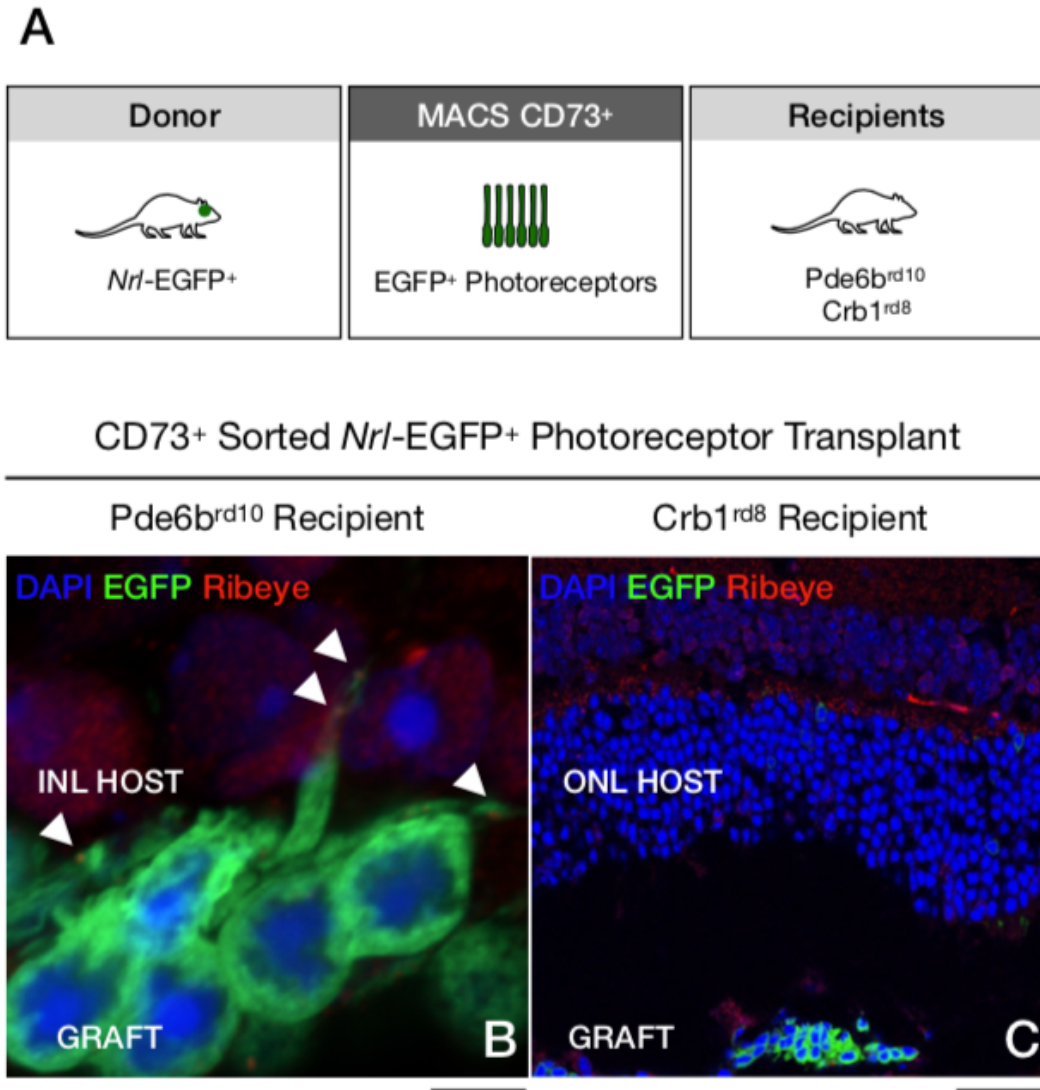 A
Donor
MACS CD73+
Recipients
Nrl-EGFP+
EGFP+ Photoreceptors
Pde6brd10
Crb1rd8
CD73+ Sorted Nrl-EGFP+ Photoreceptor Transplant
Pde6brd10 Recipient
Crb1rd8 Recipient
DAPI EGFP Ribeye
DAPI EGFP Ribeye
INL HOST
ONL HOST
GRAFT
B
GRAFT
C